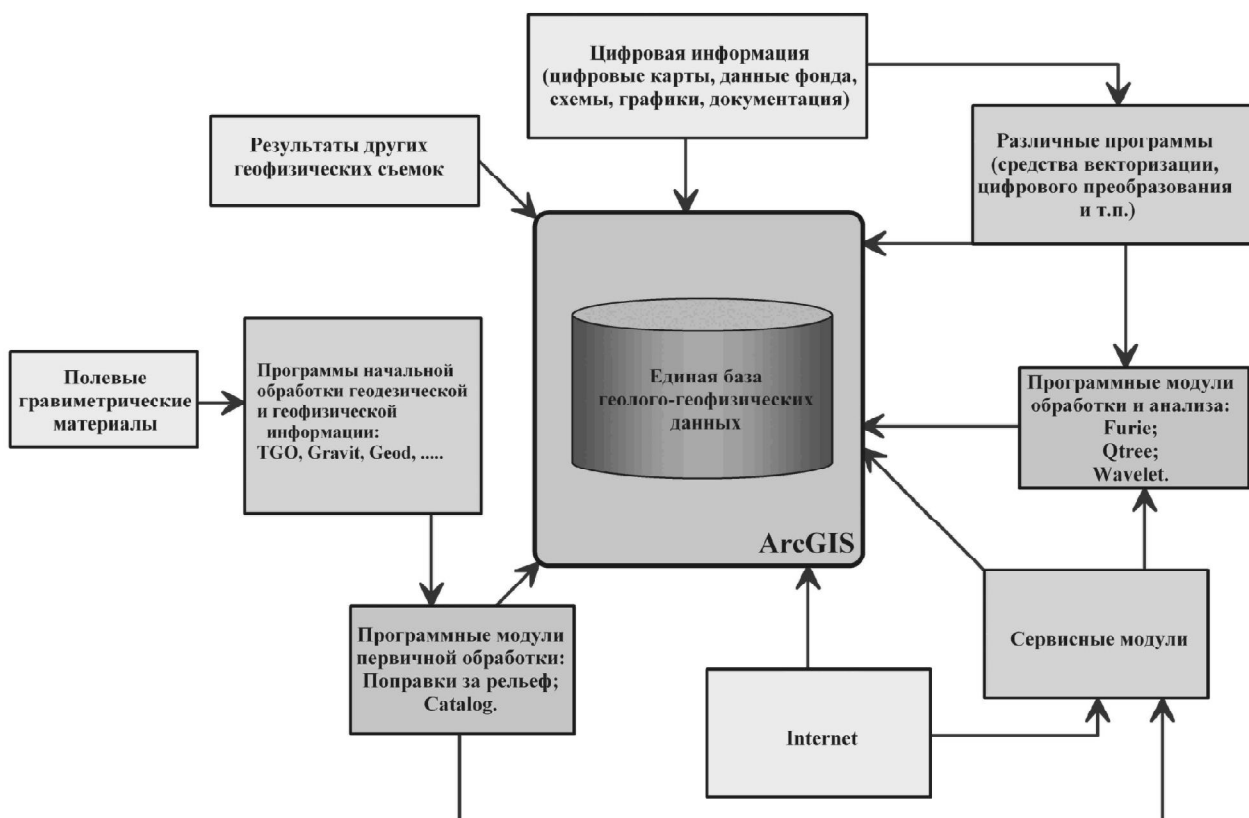 Цифровая информация
(цифровые карты, данные фонда,
схемы, графики, документация)
Результаты других
геофизических съемок
Различные программы
(средства векторизации,
цифрового преобразования
и т.п.)
Полевые
гравиметрические
материалы
Программы начальной
обработки геодезической
и геофизической
информации:
TGO, Gravit, Geod, .....
Единая база
геолого-геофизических
данных
ArcGIS
Программные модули
обработки и анализа:
Furie;
Qtree;
Wavelet.
Программные модули
первичной обработки:
Поправки за рельеф;
Catalog.
Internet
Сервисные модули